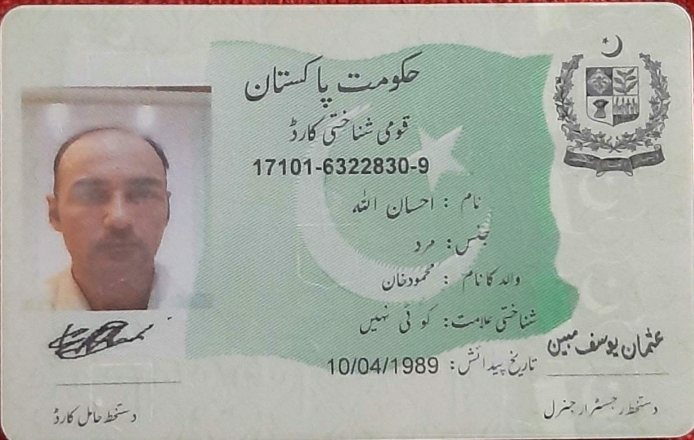 حکومت پاکستان
قومی شناختی کارڈ
17101-6322830-9
نام : احسان اللہ
جنس : مرد
والد کا نام : محمود خان
شناختی علامت: کوئی نہیں
تاریخ پیدائش: 10/04/1989
عثمان یوسف مبین
دستخط رجسٹرار جنرل
دستخط حامل کارڈ